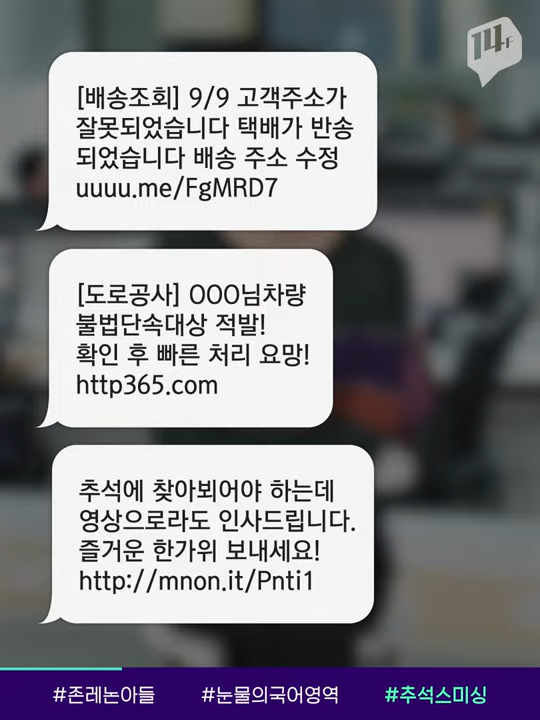 14F
[배송조회] 9/9 고객주소가
잘못되었습니다 택배가 반송
되었습니다 배송 주소 수정
uuuu.me/FgMRD7
[도로공사] OOO님차량
불법단속대상 적발!
확인 후 빠른 처리 요망!
http365.com
추석에 찾아뵈어야 하는데
영상으로라도 인사드립니다.
즐거운 한가위 보내세요!
http://mnon.it/Pnti1
#존레논아들 #눈물의국어영역 #추석스미싱